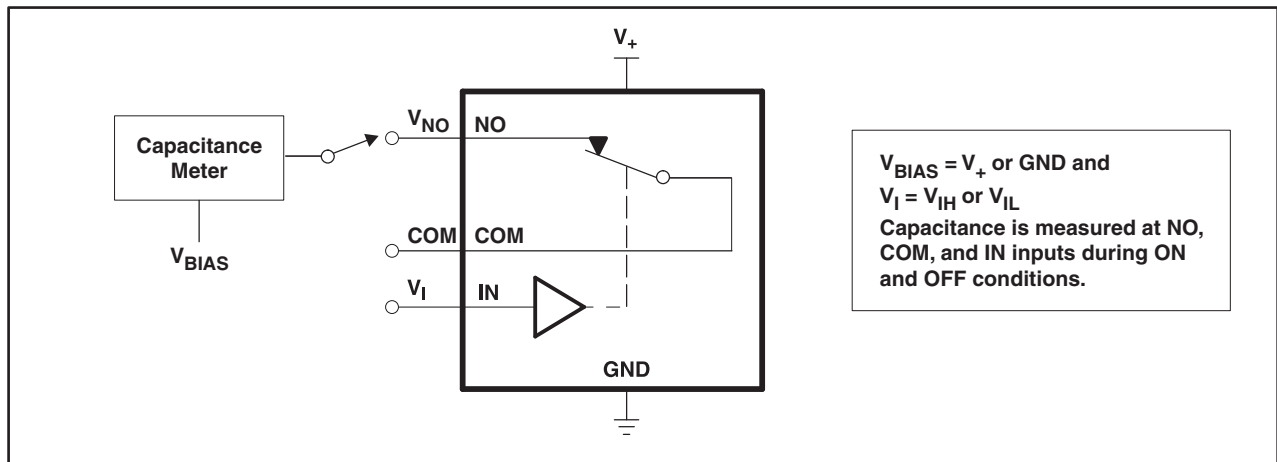 V+
Capacitance
Meter
VBIAS
VNO NO
COM COM
VI IN
GND
VBIAS = V+ or GND and
VI = VIH or VIL
Capacitance is measured at NO,
COM, and IN inputs during ON
and OFF conditions.